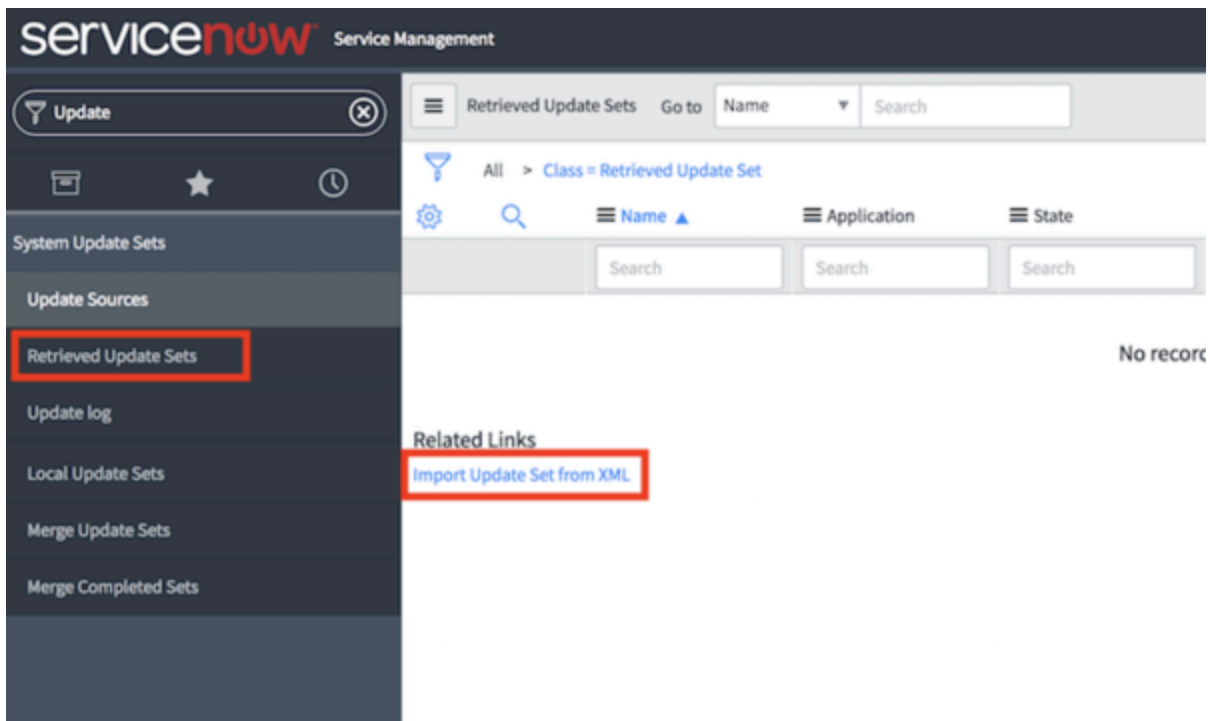 servicenow Service Management
Update
Retrieved Update Sets Go to Name Search
All > Class = Retrieved Update Set
Name Application State
Search Search Search
System Update Sets
Update Sources
Retrieved Update Sets
Update log
Local Update Sets
Merge Update Sets
Merge Completed Sets
No recor
Related Links
Import Update Set from XML